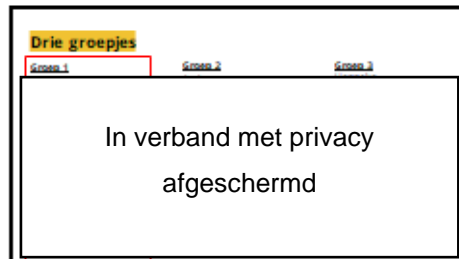 Drie groepjes
Groep 1 Groep 2 Groep 3
In verband met privacy
afgeschermd